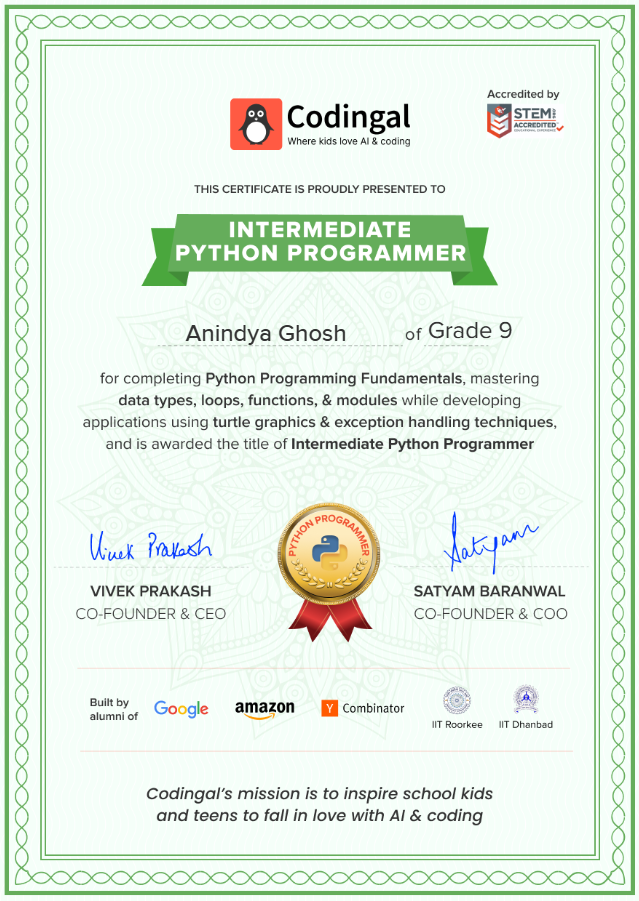 Codingal
Where kids love AI & coding
Accredited by
STEM
.ORG
ACCREDITED
EDUCATIONAL EXPERIENCE
THIS CERTIFICATE IS PROUDLY PRESENTED TO
INTERMEDIATE
PYTHON PROGRAMMER
Anindya Ghosh of Grade 9
for completing Python Programming Fundamentals, mastering
data types, loops, functions, & modules while developing
applications using turtle graphics & exception handling techniques,
and is awarded the title of Intermediate Python Programmer
Vivek Prakash
Satyam
PYTHON PROGRAMMER
VIVEK PRAKASH
CO-FOUNDER & CEO
SATYAM BARANWAL
CO-FOUNDER & COO
Built by
alumni of
Google
amazon
Y Combinator
IIT Roorkee
IIT Dhanbad
Codingal's mission is to inspire school kids
and teens to fall in love with AI & coding